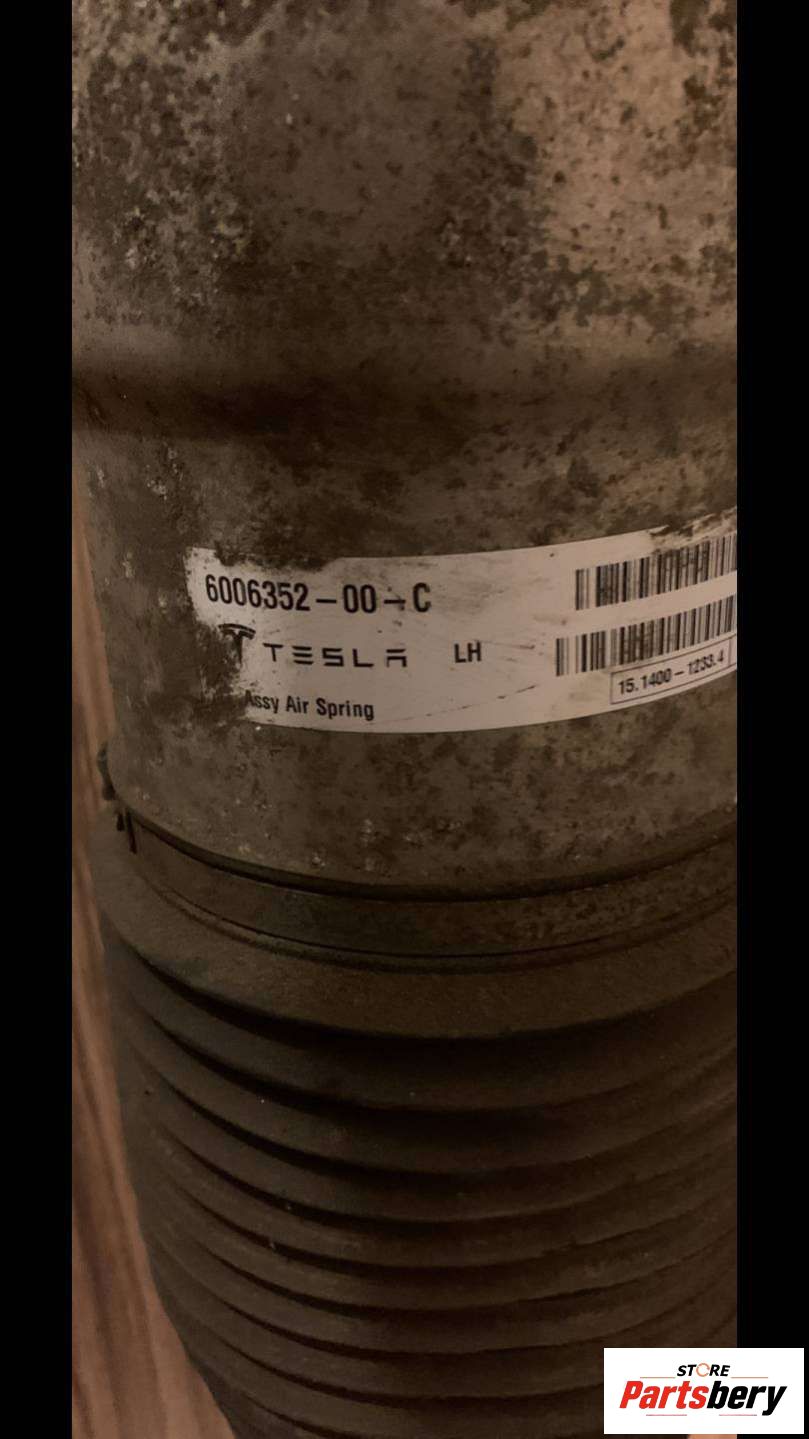 6006352-00-C
TESLA LH
Assy Air Spring
15.1400-1233.4
STORE
Partsbery